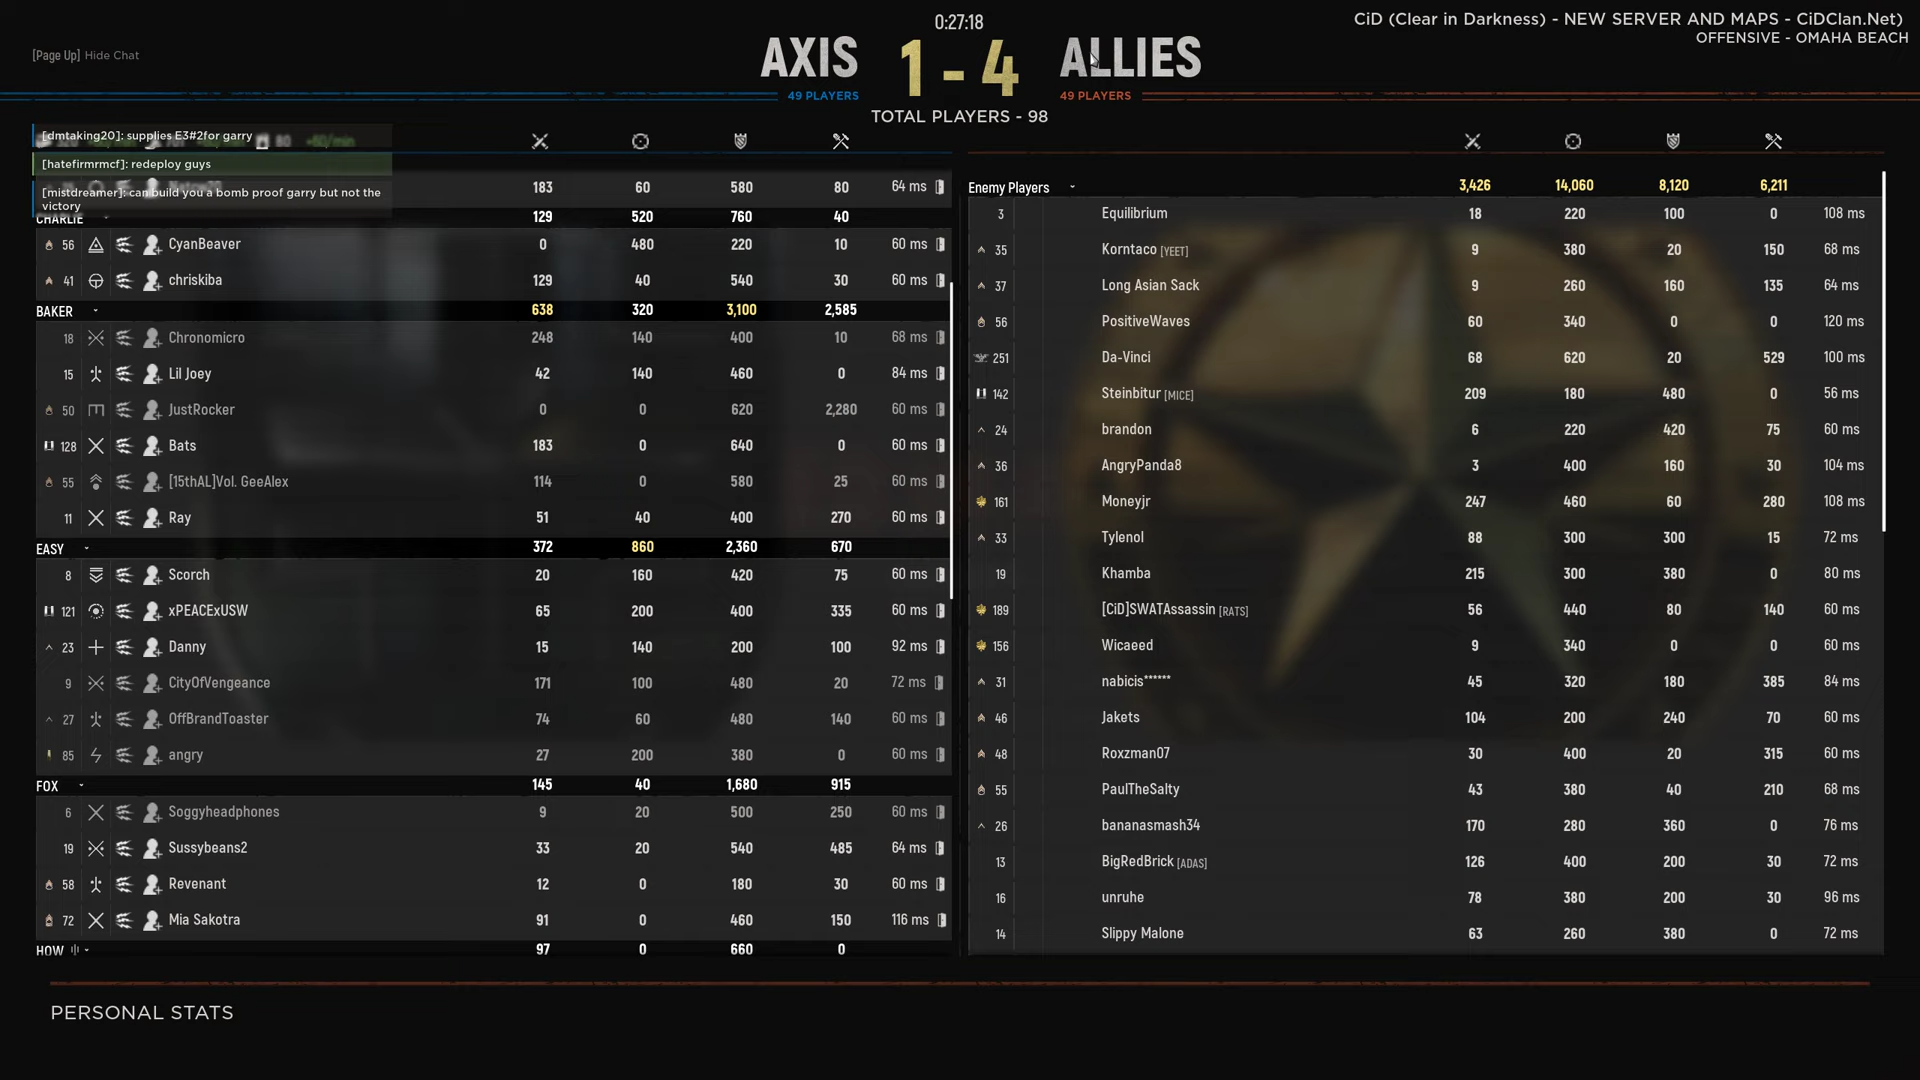 0:27:18
CiD (Clear in Darkness) - NEW SERVER AND MAPS - CiDClan.Net)
OFFENSIVE - OMAHA BEACH
[Page Up] Hide Chat
AXIS 1 - 4 ALLIES
49 PLAYERS 49 PLAYERS
TOTAL PLAYERS - 98
[dmtaking20]: supplies E3#2for garry
[hatefirmrmcf]: redeploy guys
[mistdreamer]: can build you a bomb proof garry but not the
victory
183 60 580 80 64 ms
CHARLIE 129 520 760 40
56 CyanBeaver 0 480 220 10 60 ms
41 chriskiba 129 40 540 30 60 ms
BAKER 638 320 3,100 2,585
18 Chronomicro 248 140 400 10 68 ms
15 Lil Joey 42 140 460 0 84 ms
50 JustRocker 0 0 620 2,280 60 ms
128 Bats 183 0 640 0 60 ms
55 [15thAL]Vol. GeeAlex 114 0 580 25 60 ms
11 Ray 51 40 400 270 60 ms
EASY 372 860 2,360 670
8 Scorch 20 160 420 75 60 ms
121 xPEACExUSW 65 200 400 335 60 ms
23 Danny 15 140 200 100 92 ms
9 CityOfVengeance 171 100 480 20 72 ms
27 OffBrandToaster 74 60 480 140 60 ms
85 angry 27 200 380 0 60 ms
FOX 145 40 1,680 915
6 Soggyheadphones 9 20 500 250 60 ms
19 Sussybeans2 33 20 540 485 64 ms
58 Revenant 12 0 180 30 60 ms
72 Mia Sakotra 91 0 460 150 116 ms
HOW 97 0 660 0
Enemy Players 3,426 14,060 8,120 6,211
3 Equilibrium 18 220 100 0 108 ms
35 Korntaco [YEET] 9 380 20 150 68 ms
37 Long Asian Sack 9 260 160 135 64 ms
56 PositiveWaves 60 340 0 0 120 ms
251 Da-Vinci 68 620 20 529 100 ms
142 Steinbitur [MICE] 209 180 480 0 56 ms
24 brandon 6 220 420 75 60 ms
36 AngryPanda8 3 400 160 30 104 ms
161 Moneyjr 247 460 60 280 108 ms
33 Tylenol 88 300 300 15 72 ms
19 Khamba 215 300 380 0 80 ms
189 [CiD]SWATAssassin [RATS] 56 440 80 140 60 ms
156 Wicaeed 9 340 0 0 60 ms
31 nabicis****** 45 320 180 385 84 ms
46 Jakets 104 200 240 70 60 ms
48 Roxzman07 30 400 20 315 60 ms
55 PaulTheSalty 43 380 40 210 68 ms
26 bananasmash34 170 280 360 0 76 ms
13 BigRedBrick [ADAS] 126 400 200 30 72 ms
16 unruhe 78 380 200 30 96 ms
14 Slippy Malone 63 260 380 0 72 ms
PERSONAL STATS